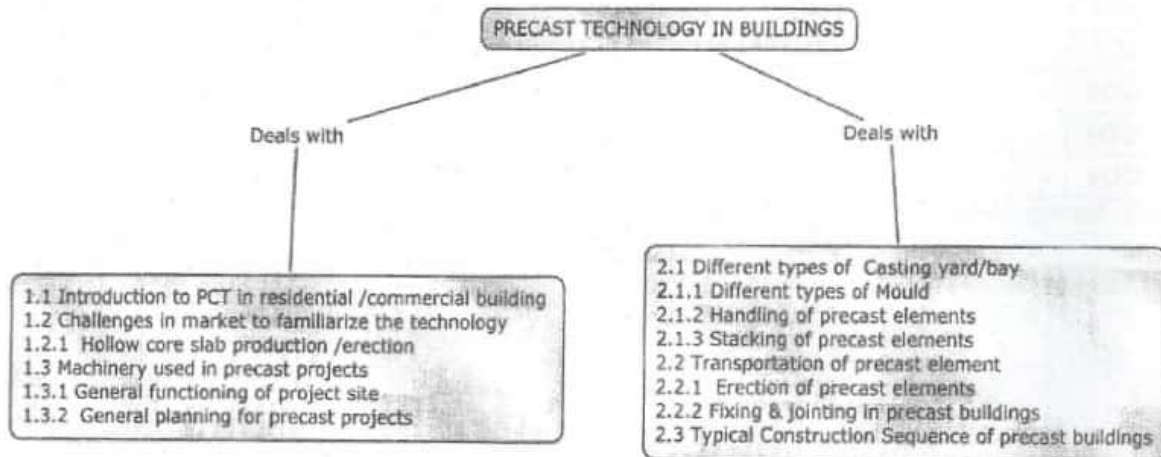 PRECAST TECHNOLOGY IN BUILDINGS
Deals with
Deals with
1.1 Introduction to PCT in residential /commercial building
1.2 Challenges in market to familiarize the technology
1.2.1 Hollow core slab production /erection
1.3 Machinery used in precast projects
1.3.1 General functioning of project site
1.3.2 General planning for precast projects
2.1 Different types of Casting yard/bay
2.1.1 Different types of Mould
2.1.2 Handling of precast elements
2.1.3 Stacking of precast elements
2.2 Transportation of precast element
2.2.1 Erection of precast elements
2.2.2 Fixing & jointing in precast buildings
2.3 Typical Construction Sequence of precast buildings